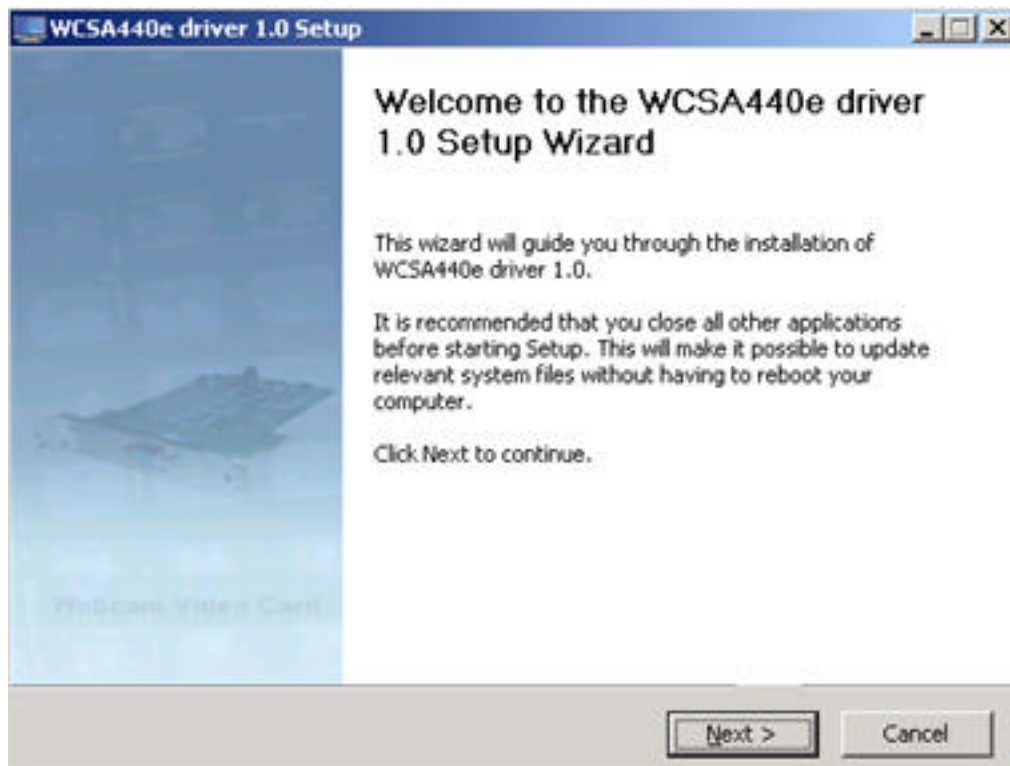 WCSA440e driver 1.0 Setup
Welcome to the WCSA440e driver
1.0 Setup Wizard
This wizard will guide you through the installation of
WCSA440e driver 1.0.
It is recommended that you close all other applications
before starting Setup. This will make it possible to update
relevant system files without having to reboot your
computer.
Click Next to continue.
Webcam Video Card
Next >
Cancel